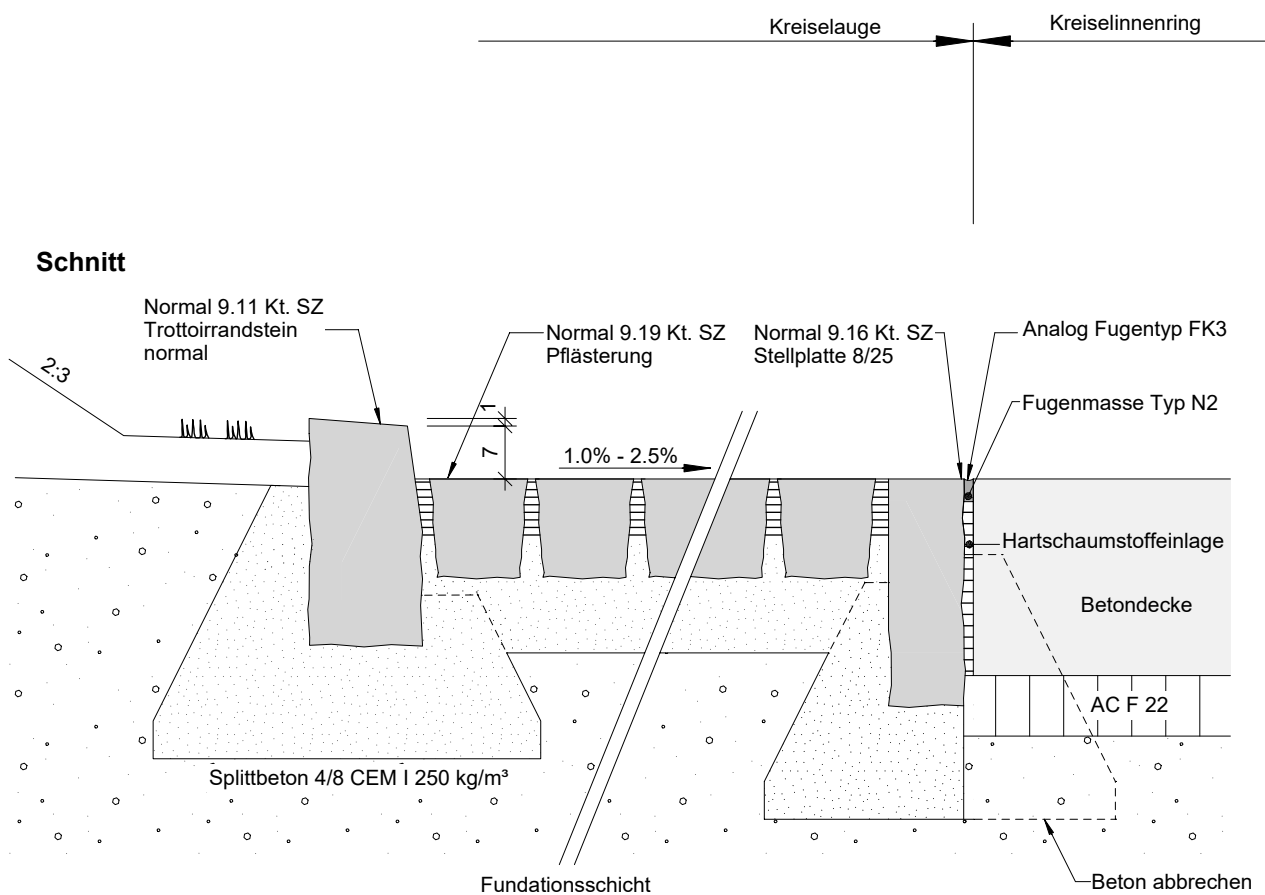 Kreiselauge
Kreiselinnenring
Schnitt
Normal 9.11 Kt. SZ
Trottoirrandstein
normal
Normal 9.19 Kt. SZ
Pflästerung
Normal 9.16 Kt. SZ
Stellplatte 8/25
Analog Fugentyp FK3
2:3
Fugenmasse Typ N2
1
7
1.0% - 2.5%
Hartschaumstoffeinlage
Betondecke
AC F 22
Splittbeton 4/8 CEM I 250 kg/m³
Fundationsschicht
Beton abbrechen